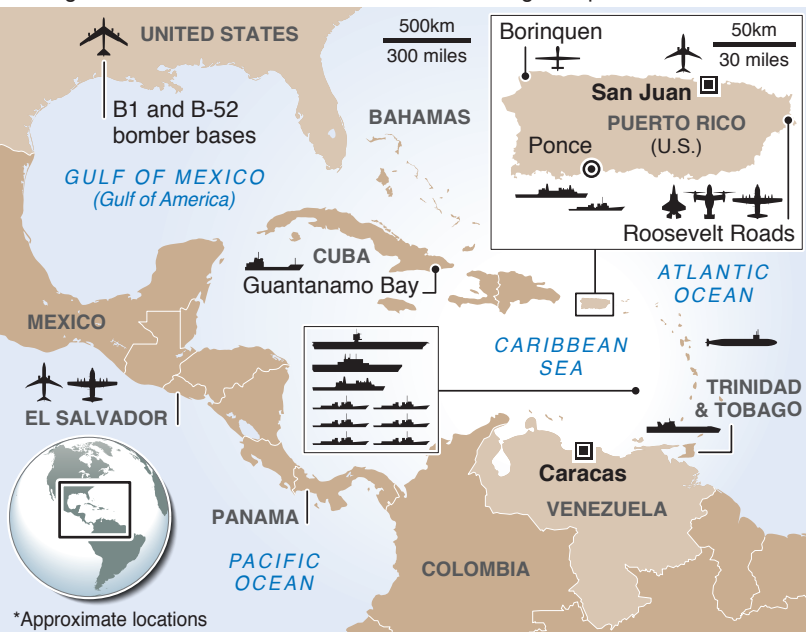 UNITED STATES
500km
300 miles
B1 and B-52
bomber bases
BAHAMAS
GULF OF MEXICO
(Gulf of America)
Borinquen
50km
30 miles
San Juan
PUERTO RICO
(U.S.)
Ponce
Roosevelt Roads
CUBA
Guantanamo Bay
ATLANTIC
OCEAN
MEXICO
CARIBBEAN
SEA
EL SALVADOR
TRINIDAD
& TOBAGO
Caracas
VENEZUELA
PANAMA
PACIFIC
OCEAN
COLOMBIA
*Approximate locations